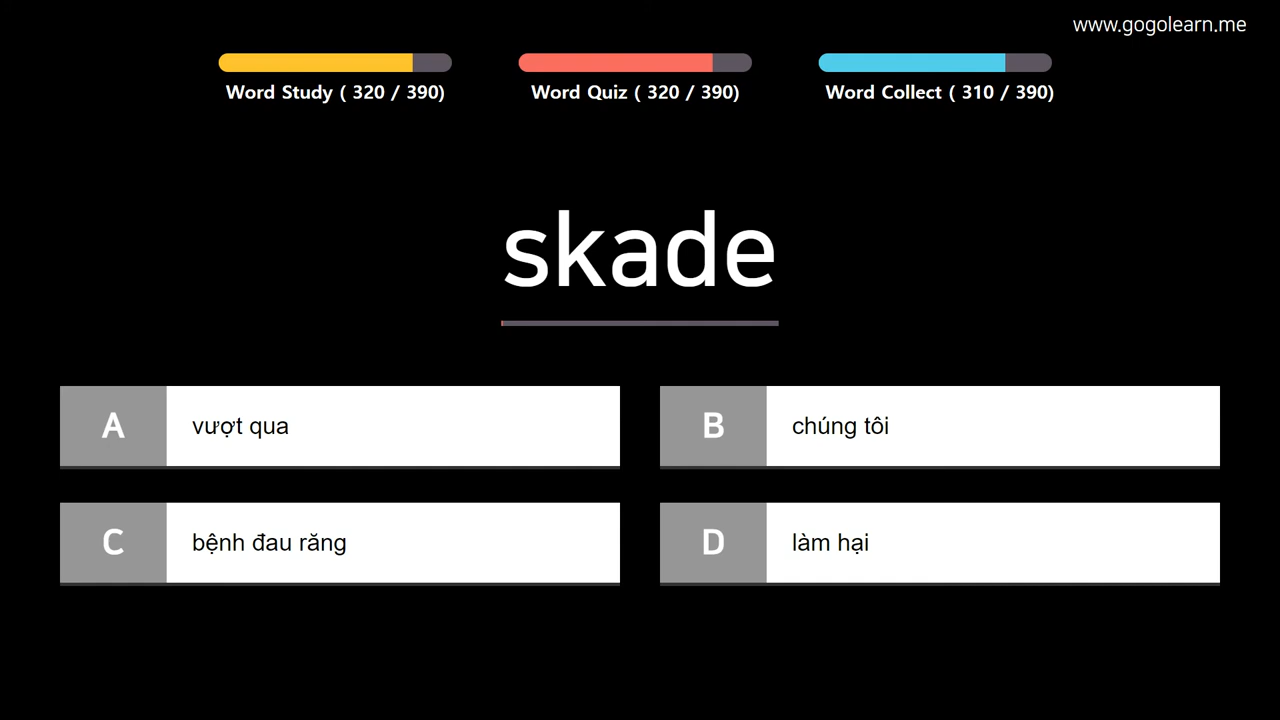 www.gogolearn.me
Word Study ( 320 / 390)
Word Quiz ( 320 / 390)
Word Collect ( 310 / 390)
skade
A
vượt qua
B
chúng tôi
C
bệnh đau răng
D
làm hại